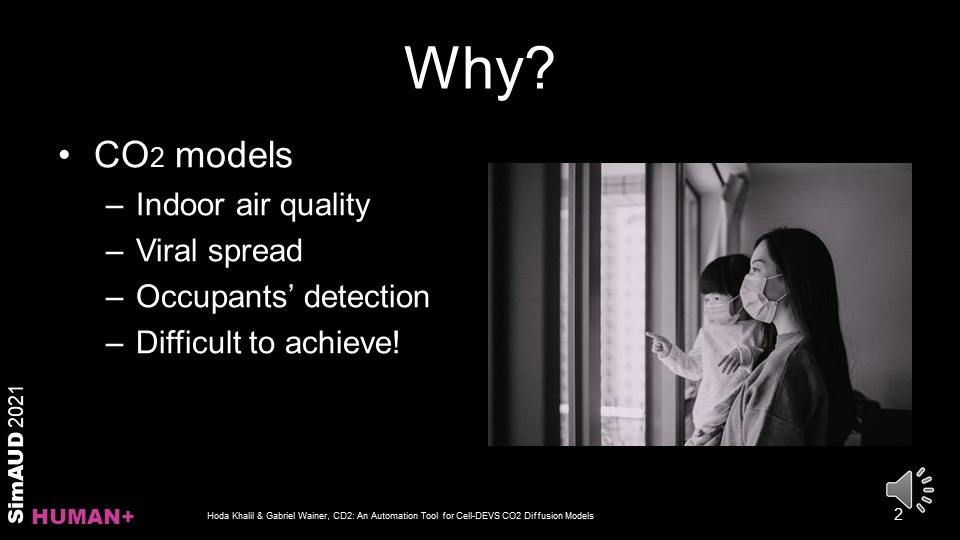 Why?
• CO2 models
– Indoor air quality
– Viral spread
– Occupants’ detection
– Difficult to achieve!
SimAUD 2021
HUMAN+
Hoda Khalil & Gabriel Wainer, CD2: An Automation Tool for Cell-DEVS CO2 Diffusion Models
2